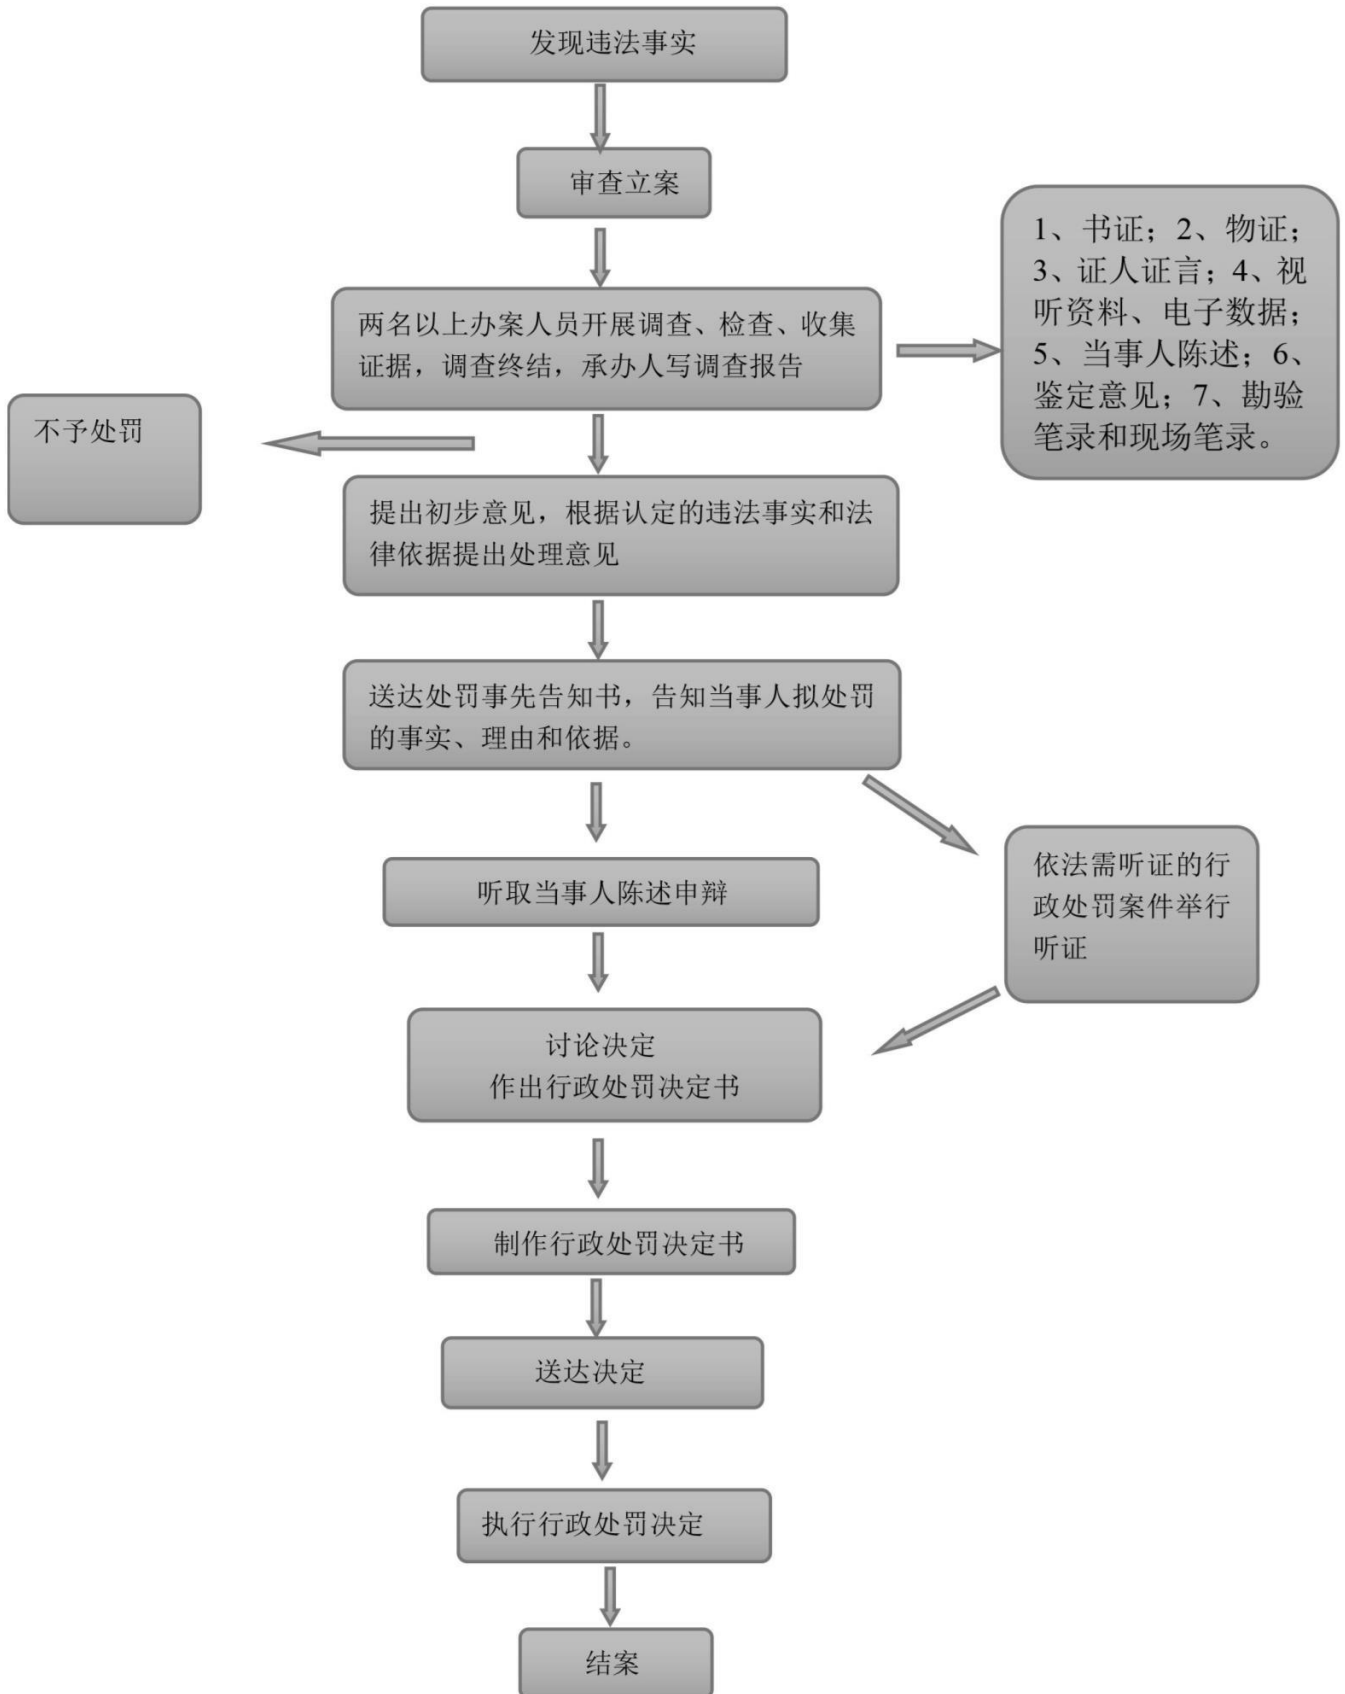 发现违法事实
审查立案
两名以上办案人员开展调查、检查、收集
证据，调查终结，承办人写调查报告
1、书证；2、物证；
3、证人证言；4、视
听资料、电子数据；
5、当事人陈述；6、
鉴定意见；7、勘验
笔录和现场笔录。
不予处罚
提出初步意见，根据认定的违法事实和法
律依据提出处理意见
送达处罚事先告知书，告知当事人拟处罚
的事实、理由和依据。
听取当事人陈述申辩
依法需听证的行
政处罚案件举行
听证
讨论决定
作出行政处罚决定书
制作行政处罚决定书
送达决定
执行行政处罚决定
结案